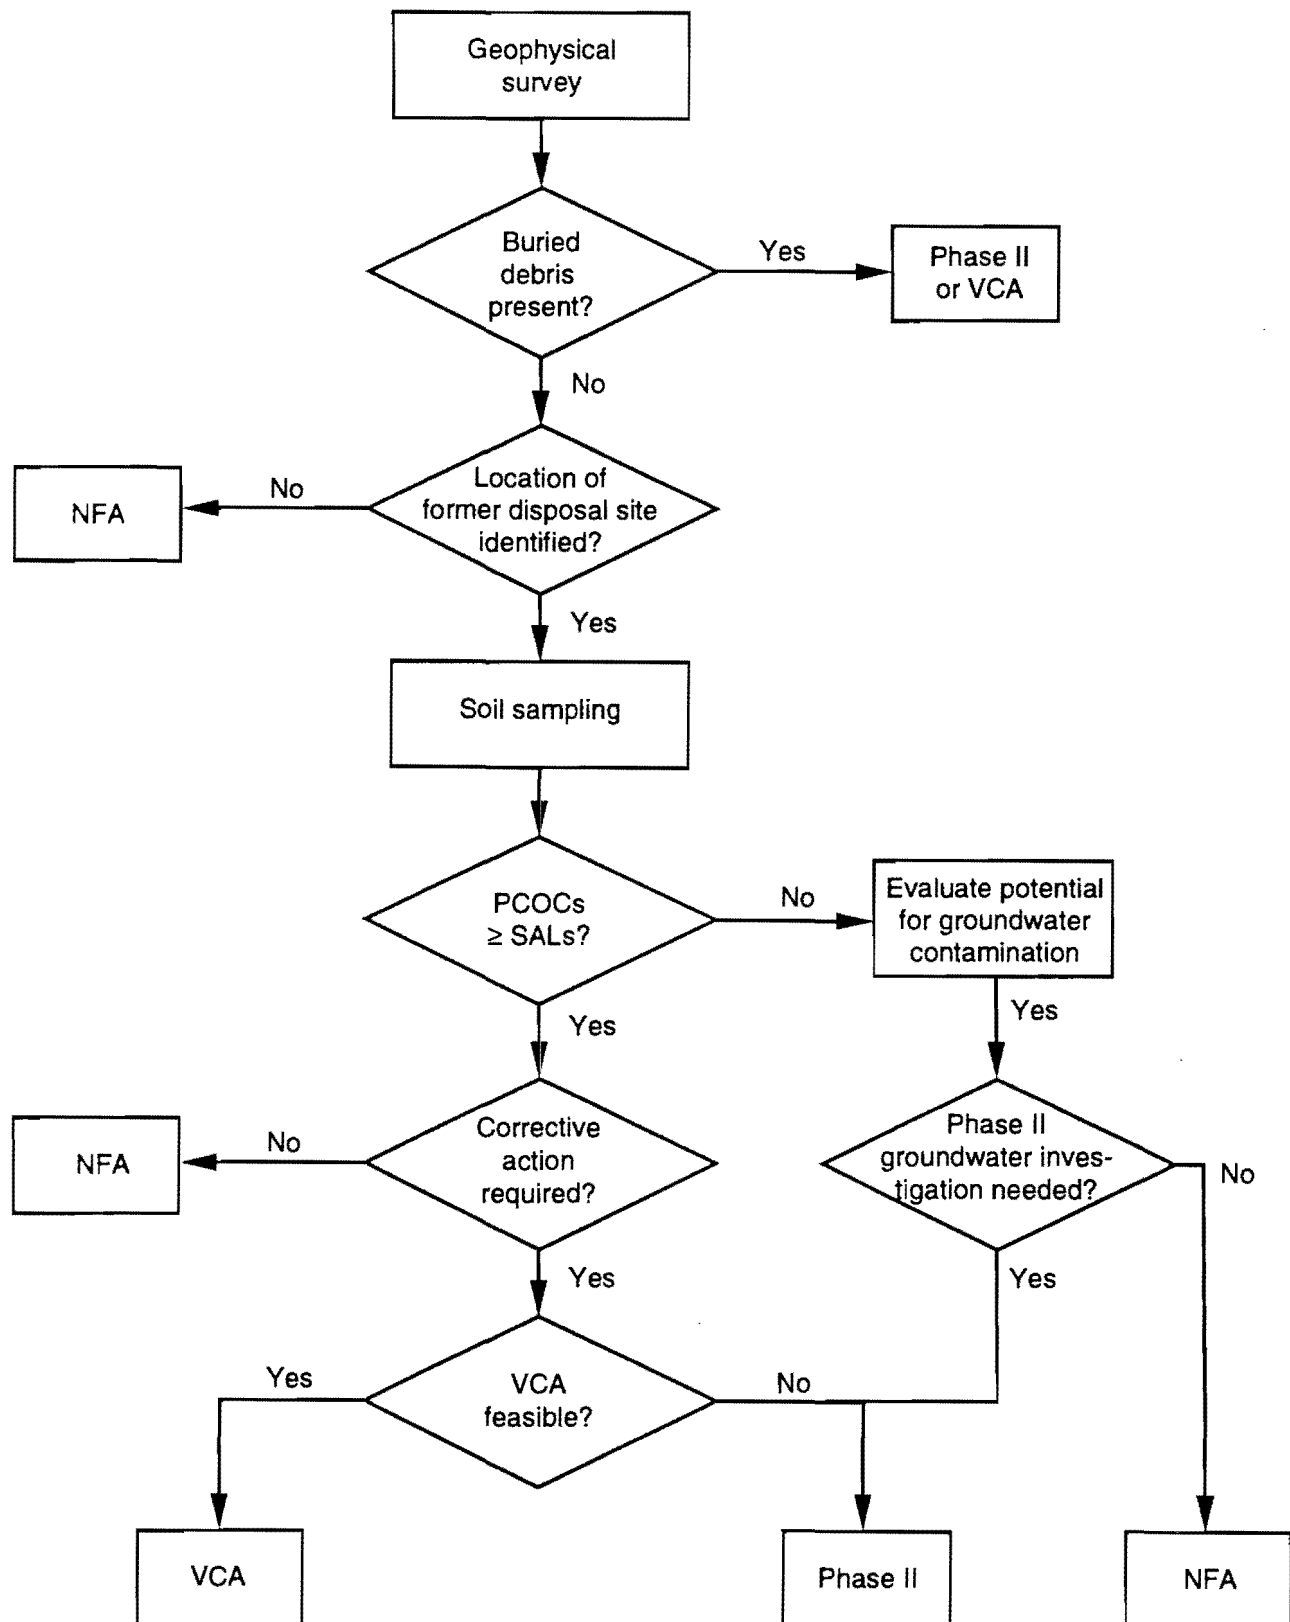 Geophysical
survey
Buried
debris
present?
Yes
Phase II
or VCA
No
Location of
former disposal site
identified?
No
NFA
Yes
Soil sampling
PCOCs
≥ SALs?
No
Evaluate potential
for groundwater
contamination
Yes
Yes
Corrective
action
required?
No
NFA
Phase II
groundwater inves-
tigation needed?
No
Yes
Yes
VCA
feasible?
Yes
No
VCA
Phase II
NFA